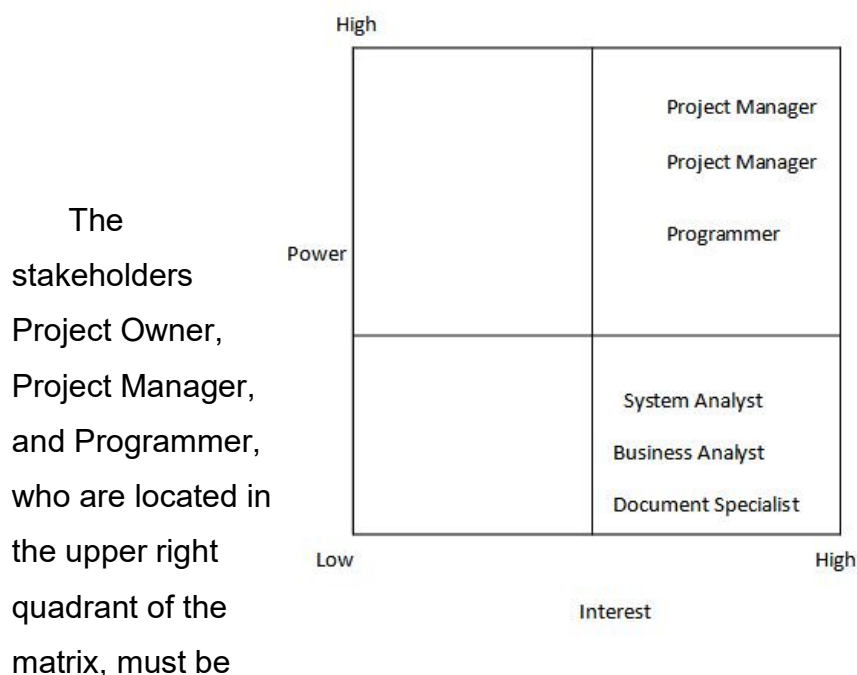 High
Project Manager
Project Manager
Programmer
Power
System Analyst
Business Analyst
Document Specialist
Low
High
Interest
The
stakeholders
Project Owner,
Project Manager,
and Programmer,
who are located in
the upper right
quadrant of the
matrix, must be